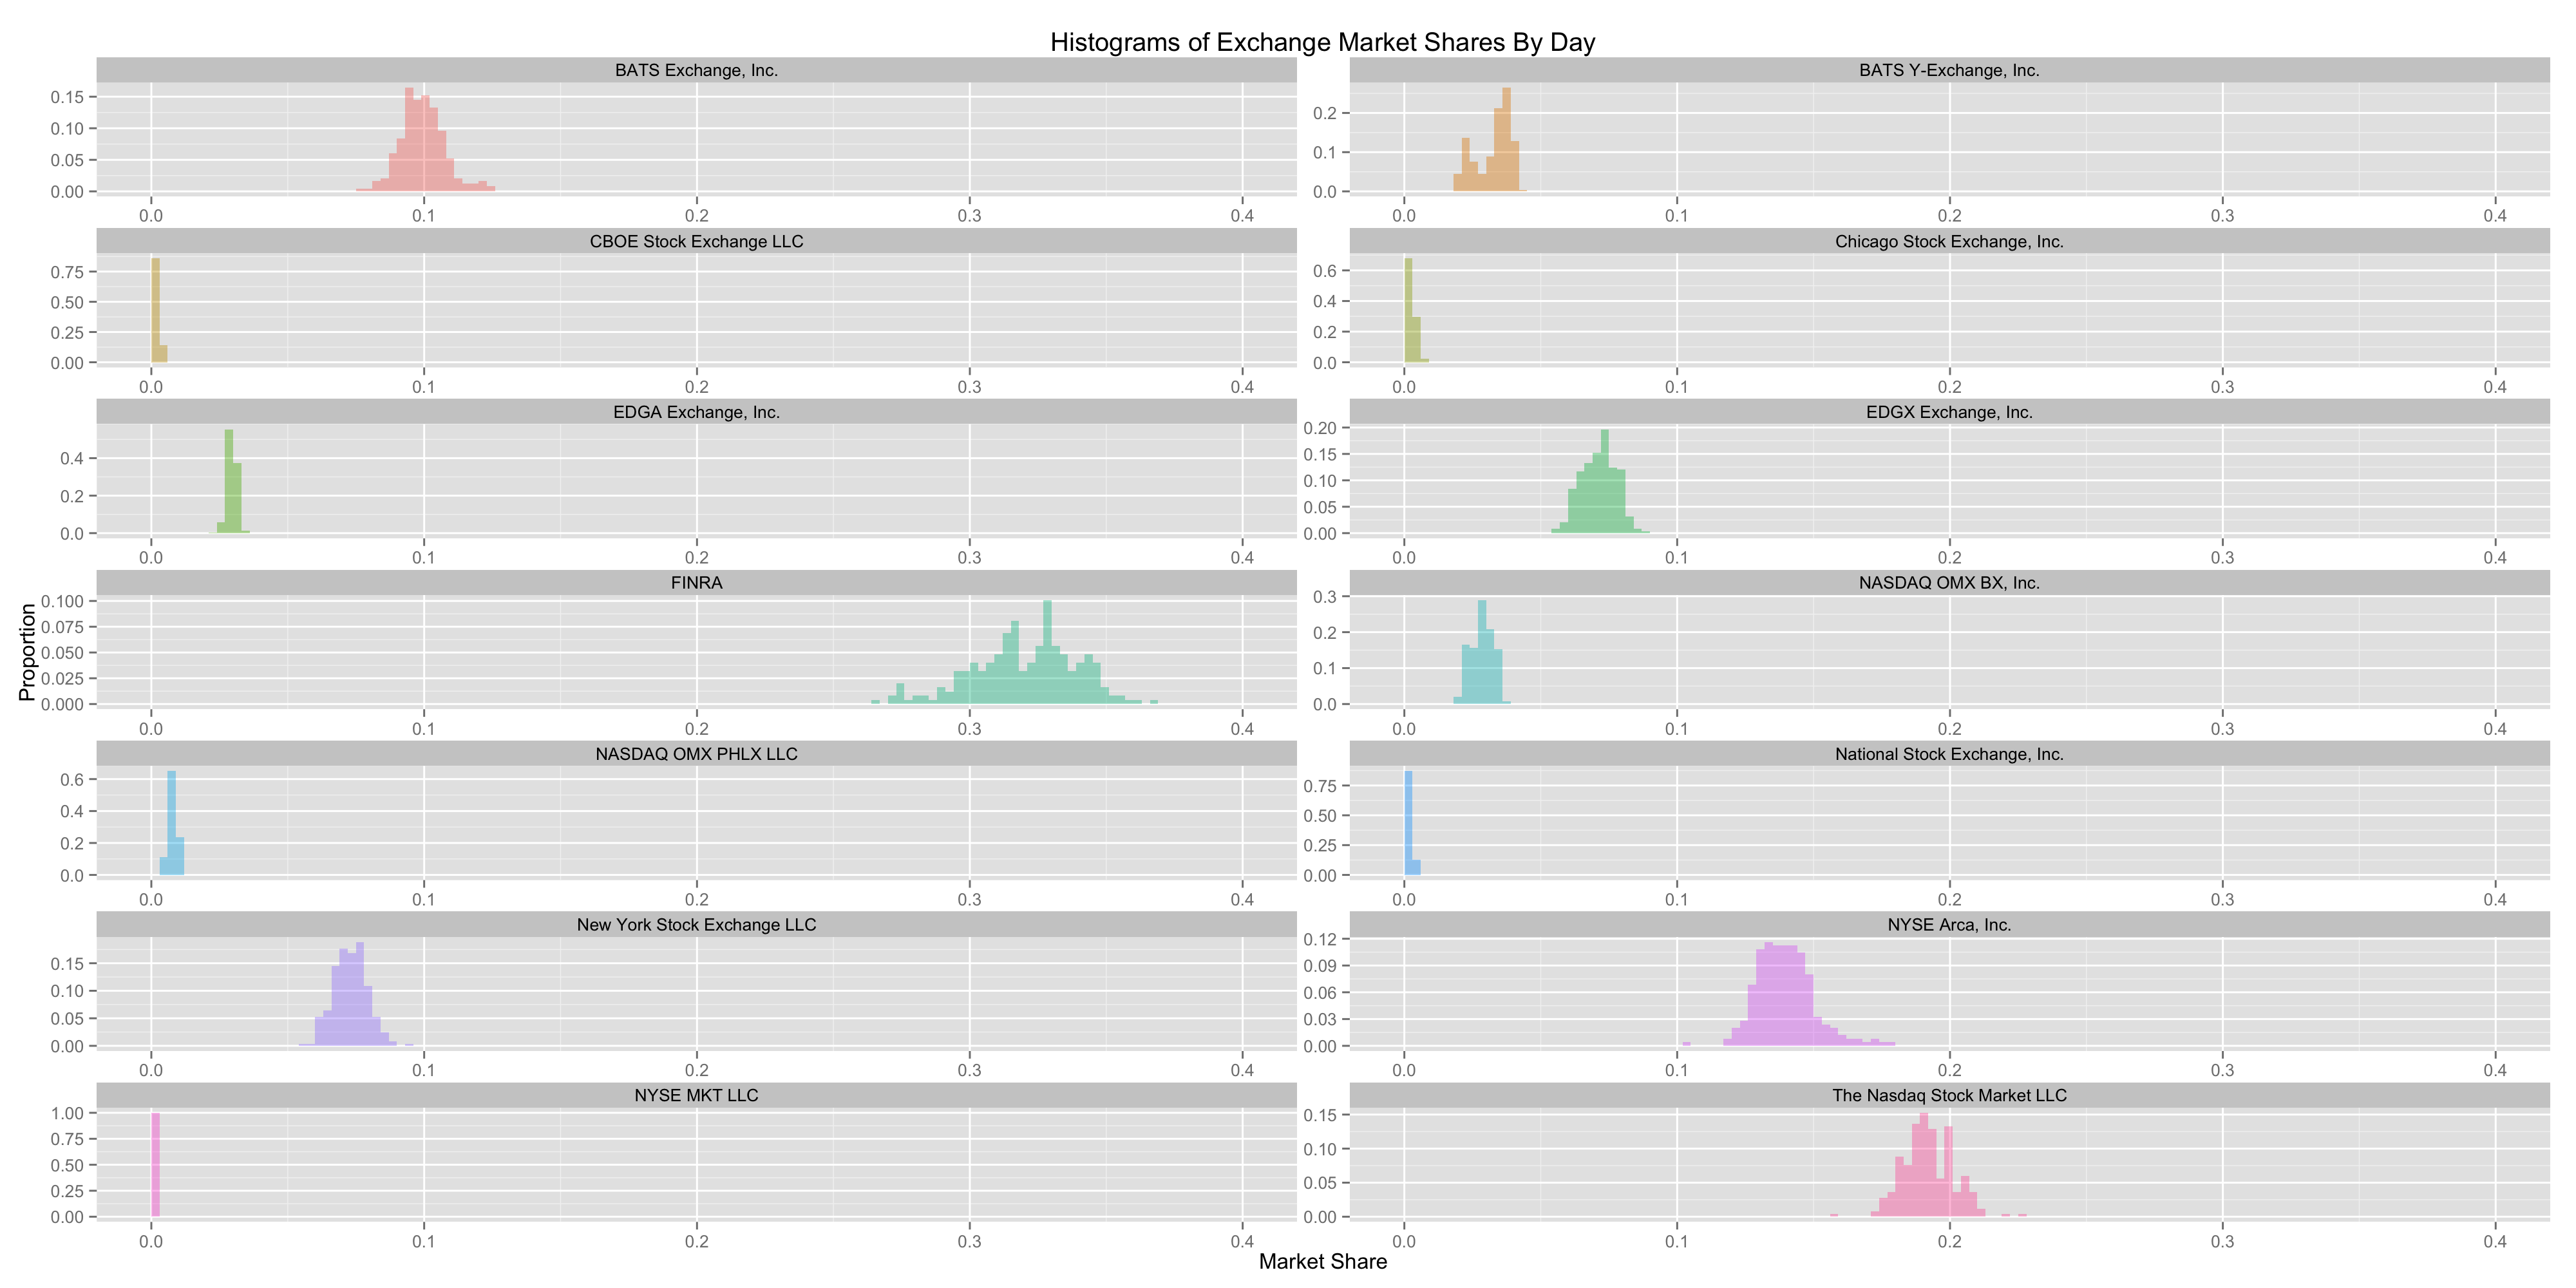 Histograms of Exchange Market Shares By Day
BATS Exchange, Inc.
0.15
0.10
0.05
0.00
0.0 0.1 0.2 0.3 0.4
BATS Y-Exchange, Inc.
0.2
0.1
0.0
0.0 0.1 0.2 0.3 0.4
CBOE Stock Exchange LLC
0.75
0.50
0.25
0.00
0.0 0.1 0.2 0.3 0.4
Chicago Stock Exchange, Inc.
0.6
0.4
0.2
0.0
0.0 0.1 0.2 0.3 0.4
EDGA Exchange, Inc.
0.4
0.2
0.0
0.0 0.1 0.2 0.3 0.4
EDGX Exchange, Inc.
0.20
0.15
0.10
0.05
0.00
0.0 0.1 0.2 0.3 0.4
Proportion
FINRA
0.100
0.075
0.050
0.025
0.000
0.0 0.1 0.2 0.3 0.4
NASDAQ OMX BX, Inc.
0.3
0.2
0.1
0.0
0.0 0.1 0.2 0.3 0.4
NASDAQ OMX PHLX LLC
0.6
0.4
0.2
0.0
0.0 0.1 0.2 0.3 0.4
National Stock Exchange, Inc.
0.75
0.50
0.25
0.00
0.0 0.1 0.2 0.3 0.4
New York Stock Exchange LLC
0.15
0.10
0.05
0.00
0.0 0.1 0.2 0.3 0.4
NYSE Arca, Inc.
0.12
0.09
0.06
0.03
0.00
0.0 0.1 0.2 0.3 0.4
NYSE MKT LLC
1.00
0.75
0.50
0.25
0.00
0.0 0.1 0.2 0.3 0.4
The Nasdaq Stock Market LLC
0.15
0.10
0.05
0.00
0.0 0.1 0.2 0.3 0.4
Market Share